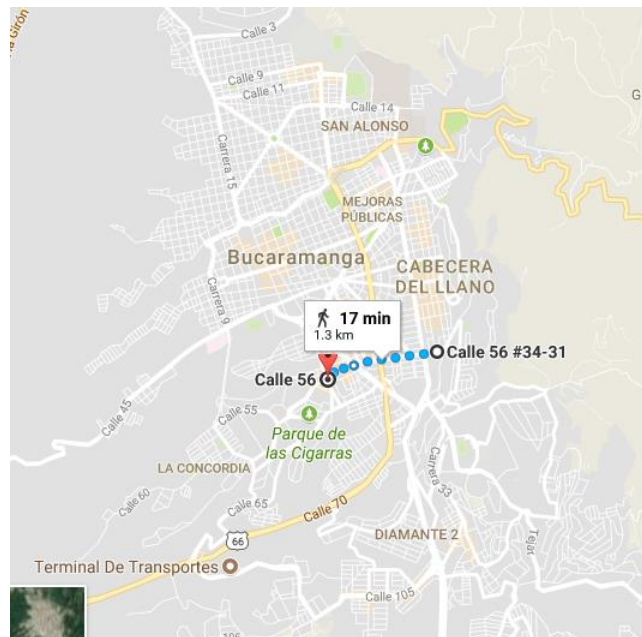 a Girón
Calle 3
Calle 9
Calle 11
Calle 14
SAN ALONSO
Carrera 15
MEJORAS
PÚBLICAS
Bucaramanga
CABECERA
DEL LLANO
Carrera 9
17 min
1.3 km
Calle 56 #34-31
Calle 56
Calle 45
Calle 55
Parque de
las Cigarras
LA CONCORDIA
Carrera 33
Calle 60
Calle 65
Calle 70
66
DIAMANTE 2
Tejar
Terminal De Transportes
Calle 105
G